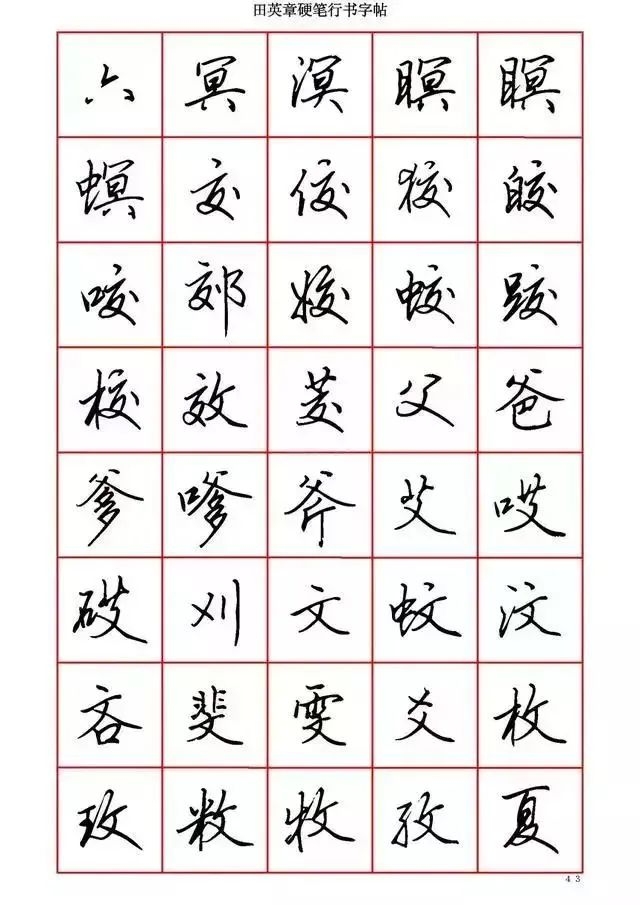 田英章硬笔行书字帖
六冥溟暝瞑
螟交佼狡皎
咬郊姣蛟跤
校效茭父爸
爹嗲斧艾哎
砹刈文蚊汶
吝斐雯爻枚
玫敉牧孜夏
43